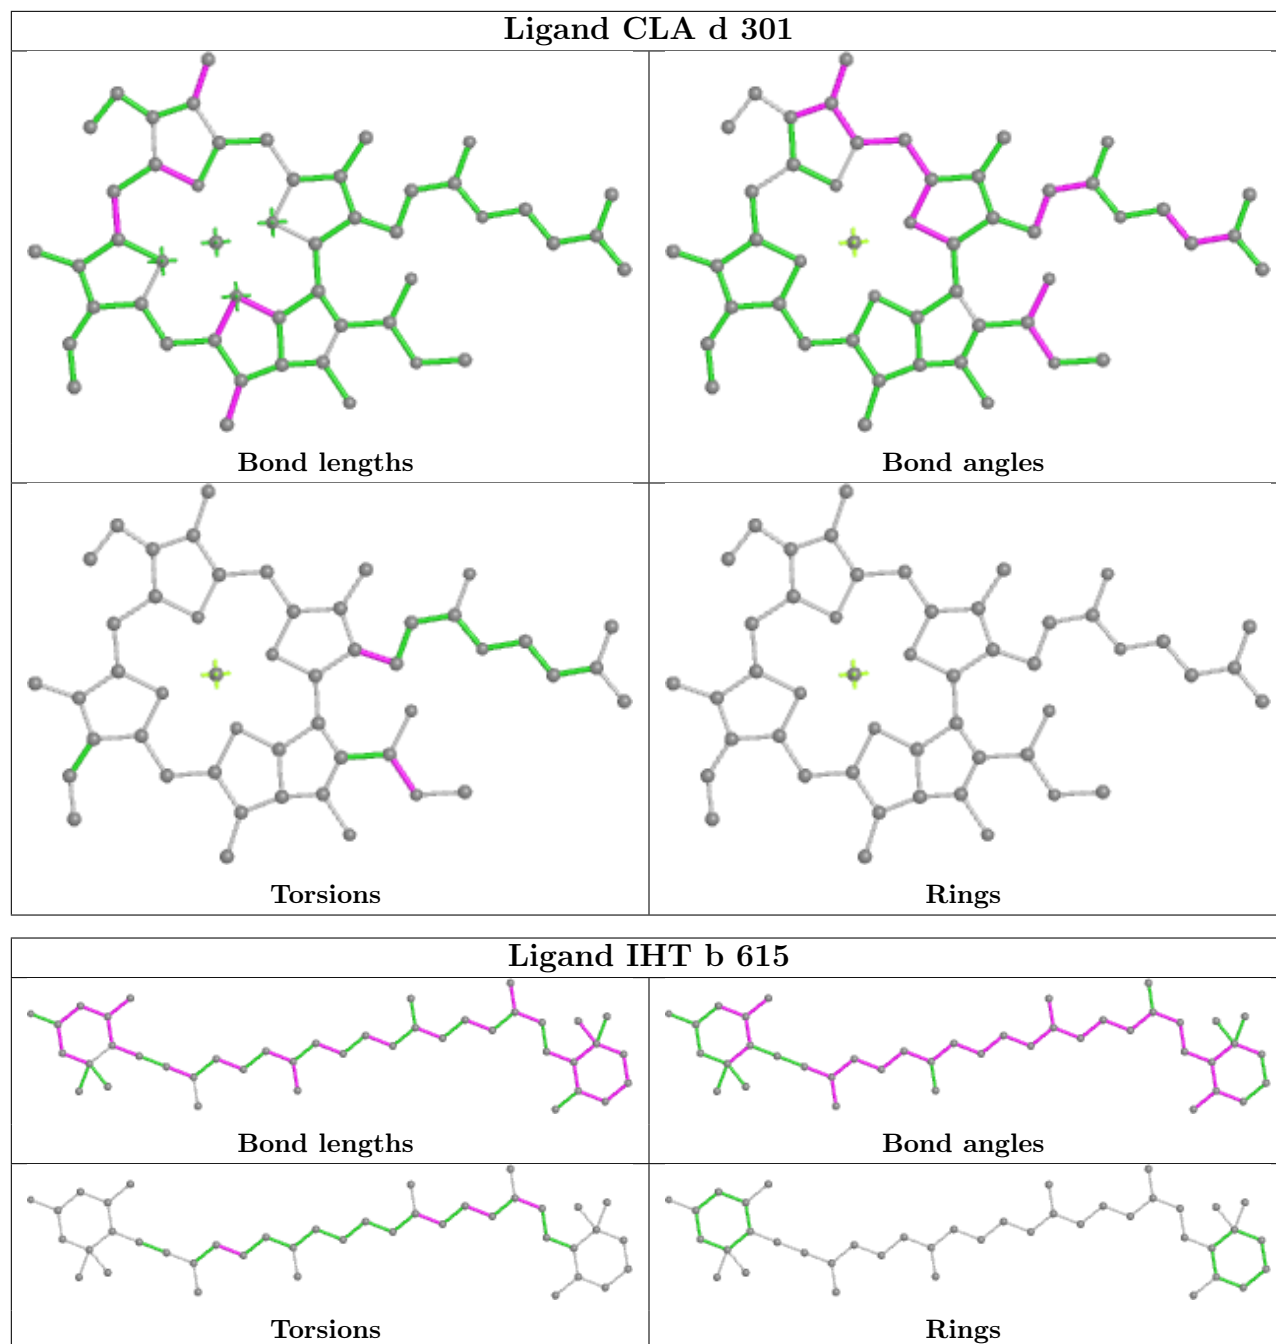 Ligand CLA d 301
Bond lengths
Bond angles
Torsions
Rings
Ligand IHT b 615
Bond lengths
Bond angles
Torsions
Rings